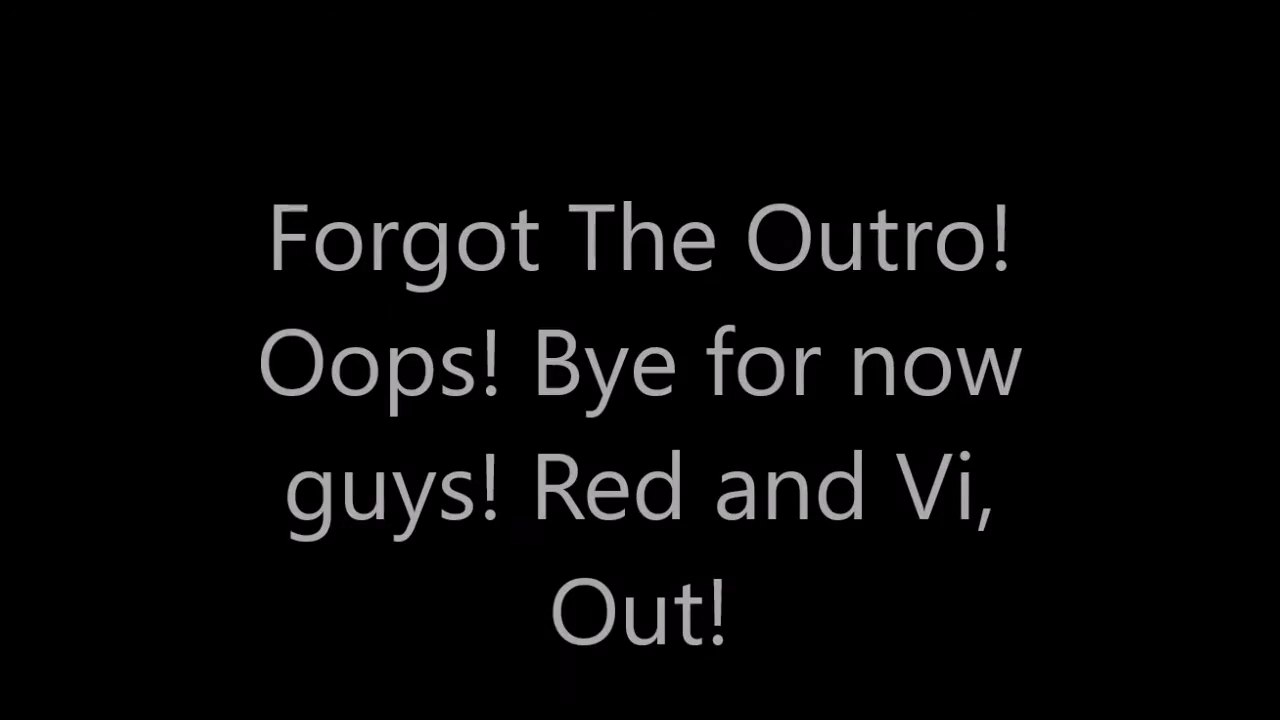 Forgot The Outro!
Oops! Bye for now
guys! Red and Vi,
Out!